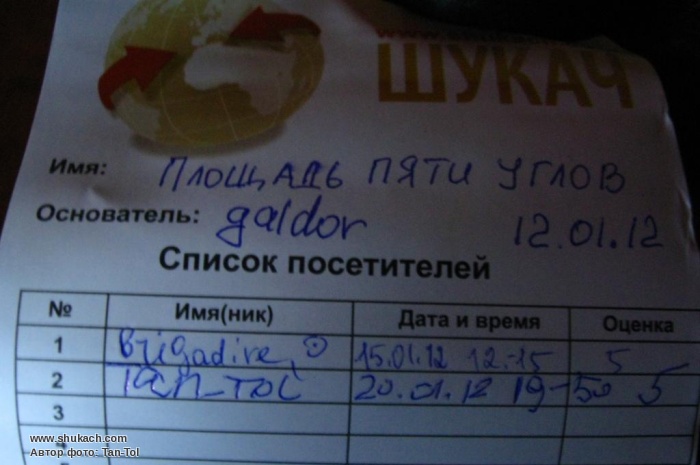 ШУКАЧ
Имя: Площадь пяти углов
Основатель: galdor 12.01.12
Список посетителей
№ Имя(ник) Дата и время Оценка
1 Brigadire 15.01.12 12-15 5
2 20.01.12 19-50 5
3
www.shukach.com
Автор фото: Tan-Tol